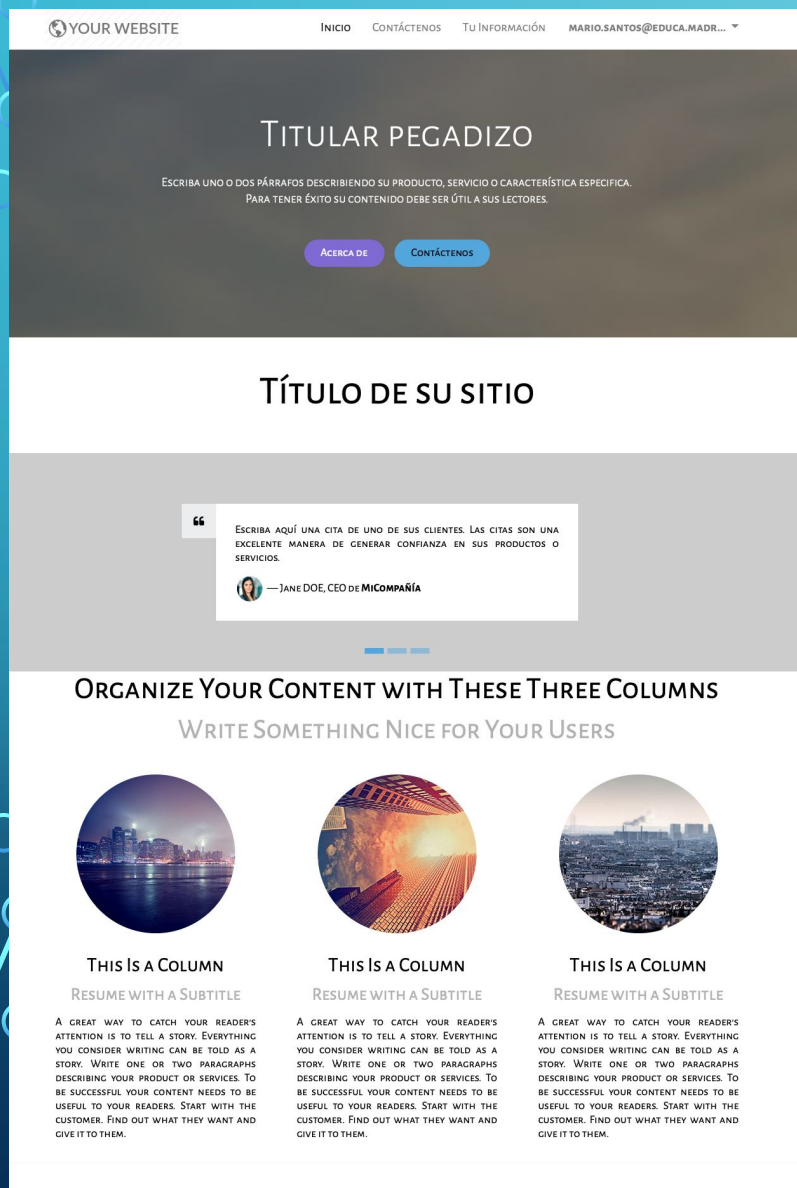 YOUR WEBSITE
Inicio Contáctenos Tu Información mario.santos@educa.madr...
Titular pegadizo
Escriba uno o dos párrafos describiendo su producto, servicio o característica especifica.
Para tener éxito su contenido debe ser útil a sus lectores.
Acerca de Contáctenos
Título de su sitio
Escriba aquí una cita de uno de sus clientes. Las citas son una
excelente manera de generar confianza en sus productos o
servicios.
— Jane DOE, CEO de MiCompañía
Organize Your Content with These Three Columns
Write Something Nice for Your Users
This Is a Column
Resume with a Subtitle
A great way to catch your reader's
attention is to tell a story. Everything
you consider writing can be told as a
story. Write one or two paragraphs
describing your product or services. To
be successful your content needs to be
useful to your readers. Start with the
customer. Find out what they want and
give it to them.
This Is a Column
Resume with a Subtitle
A great way to catch your reader's
attention is to tell a story. Everything
you consider writing can be told as a
story. Write one or two paragraphs
describing your product or services. To
be successful your content needs to be
useful to your readers. Start with the
customer. Find out what they want and
give it to them.
This Is a Column
Resume with a Subtitle
A great way to catch your reader's
attention is to tell a story. Everything
you consider writing can be told as a
story. Write one or two paragraphs
describing your product or services. To
be successful your content needs to be
useful to your readers. Start with the
customer. Find out what they want and
give it to them.